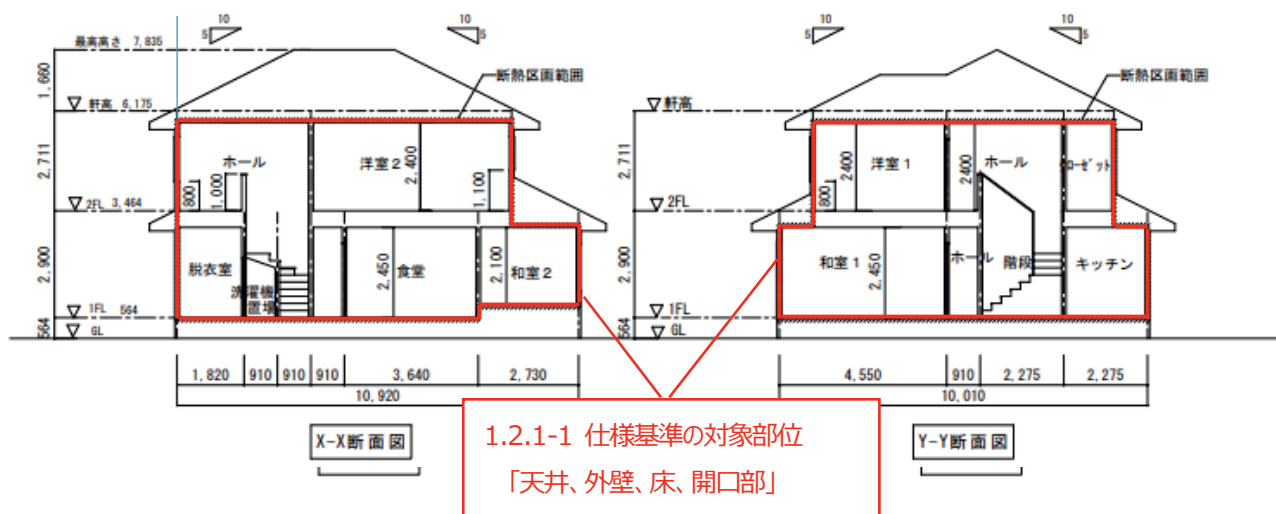 10
5
10
5
最高高さ 7,835
断熱区画範囲
1,660
軒高 6,175
2,711
ホール
洋室2
2,400
800
1,000
1,100
2FL 3,464
2,900
脱衣室
洗濯機
置場
食堂
2,450
2,100
和室2
1FL 564
564
GL
1,820
910
910
910
3,640
2,730
10,920
X-X断面図
10
5
10
5
断熱区画範囲
軒高
2,711
洋室1
2400
800
2400
ホール
クローゼット
2FL
2,900
和室1
2,450
ホール
階段
キッチン
1FL
564
GL
4,550
910
2,275
2,275
10,010
Y-Y断面図
1.2.1-1 仕様基準の対象部位
「天井、外壁、床、開口部」